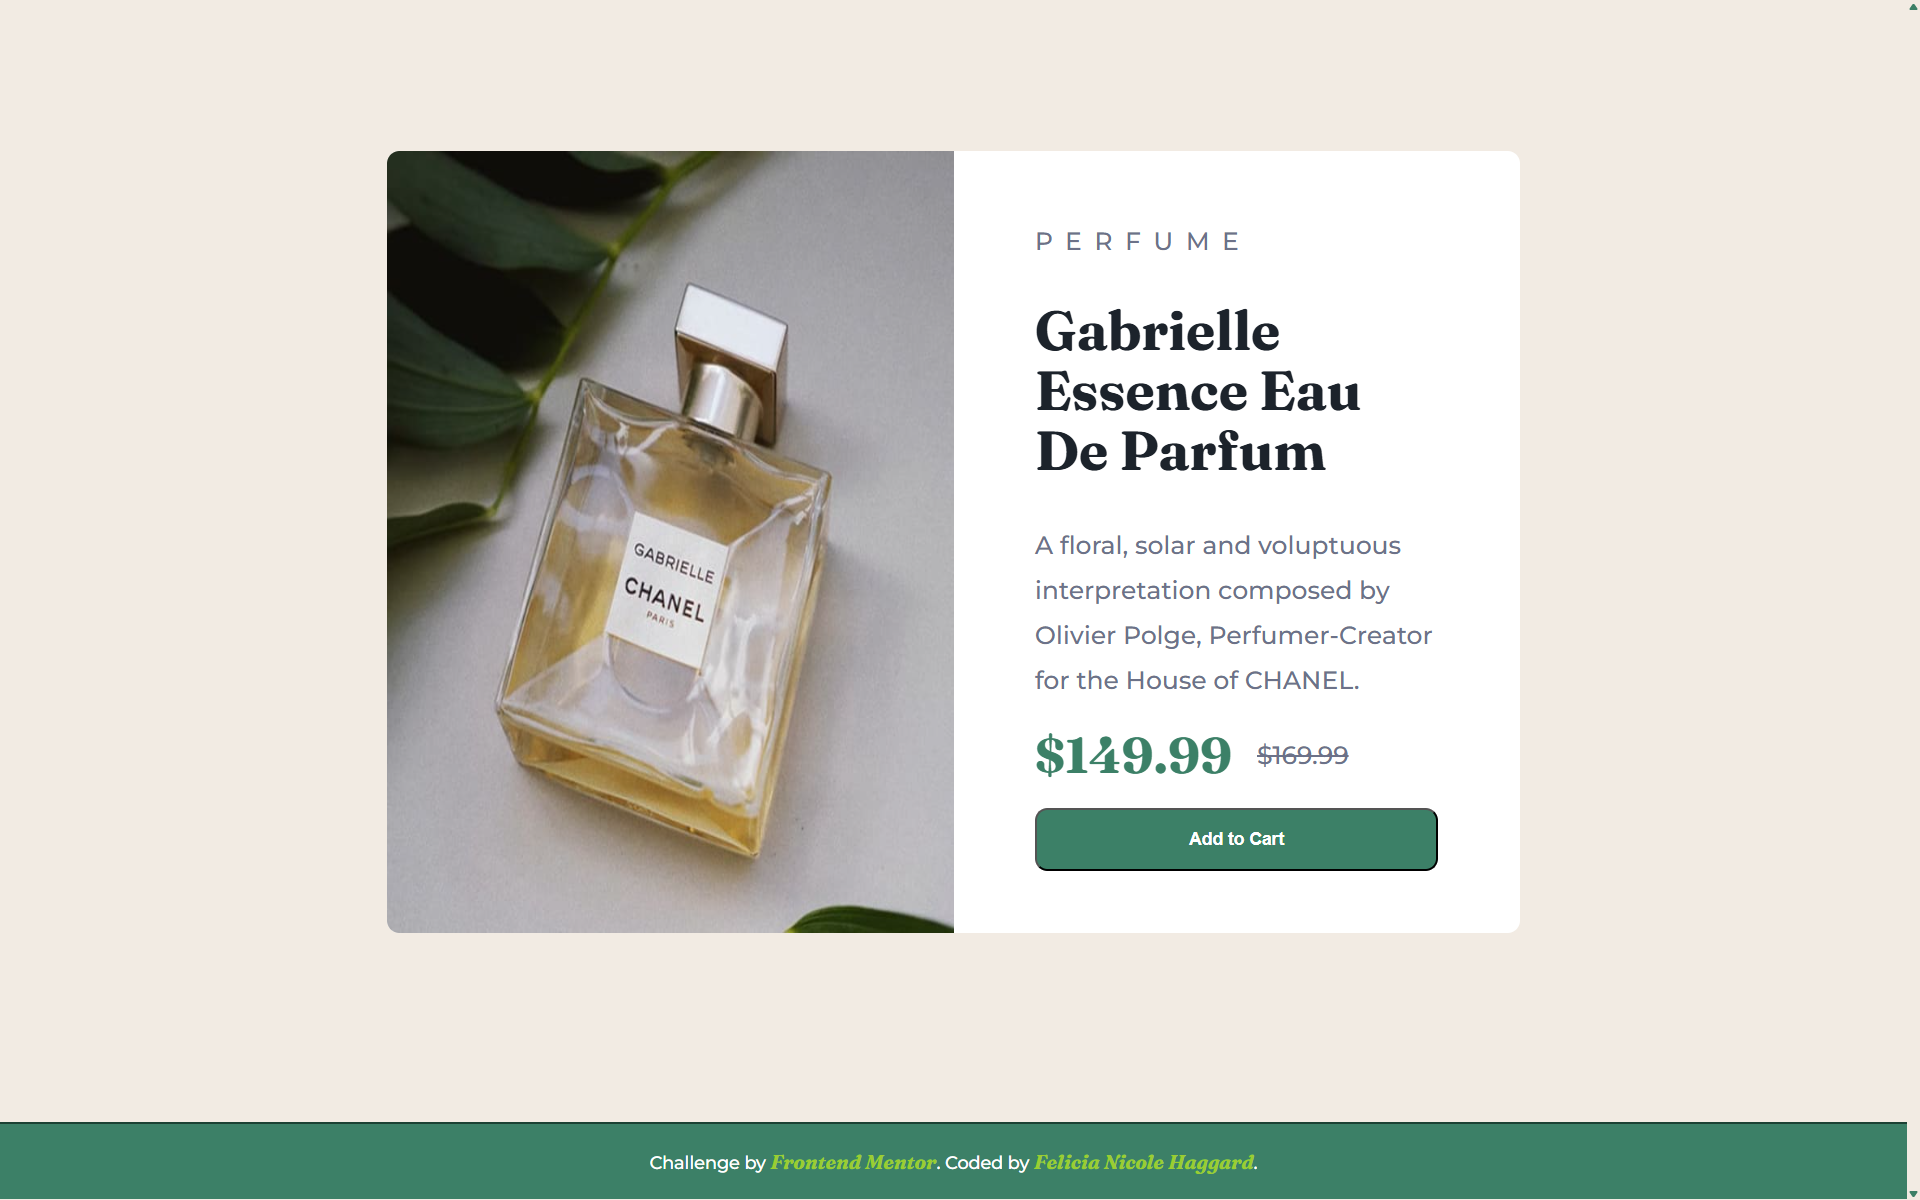 GABRIELLE
CHANEL
PARIS
PERFUME
Gabrielle
Essence Eau
De Parfum
A floral, solar and voluptuous
interpretation composed by
Olivier Polge, Perfumer-Creator
for the House of CHANEL.
$149.99 $169.99
Add to Cart
Challenge by Frontend Mentor. Coded by Felicia Nicole Haggard.